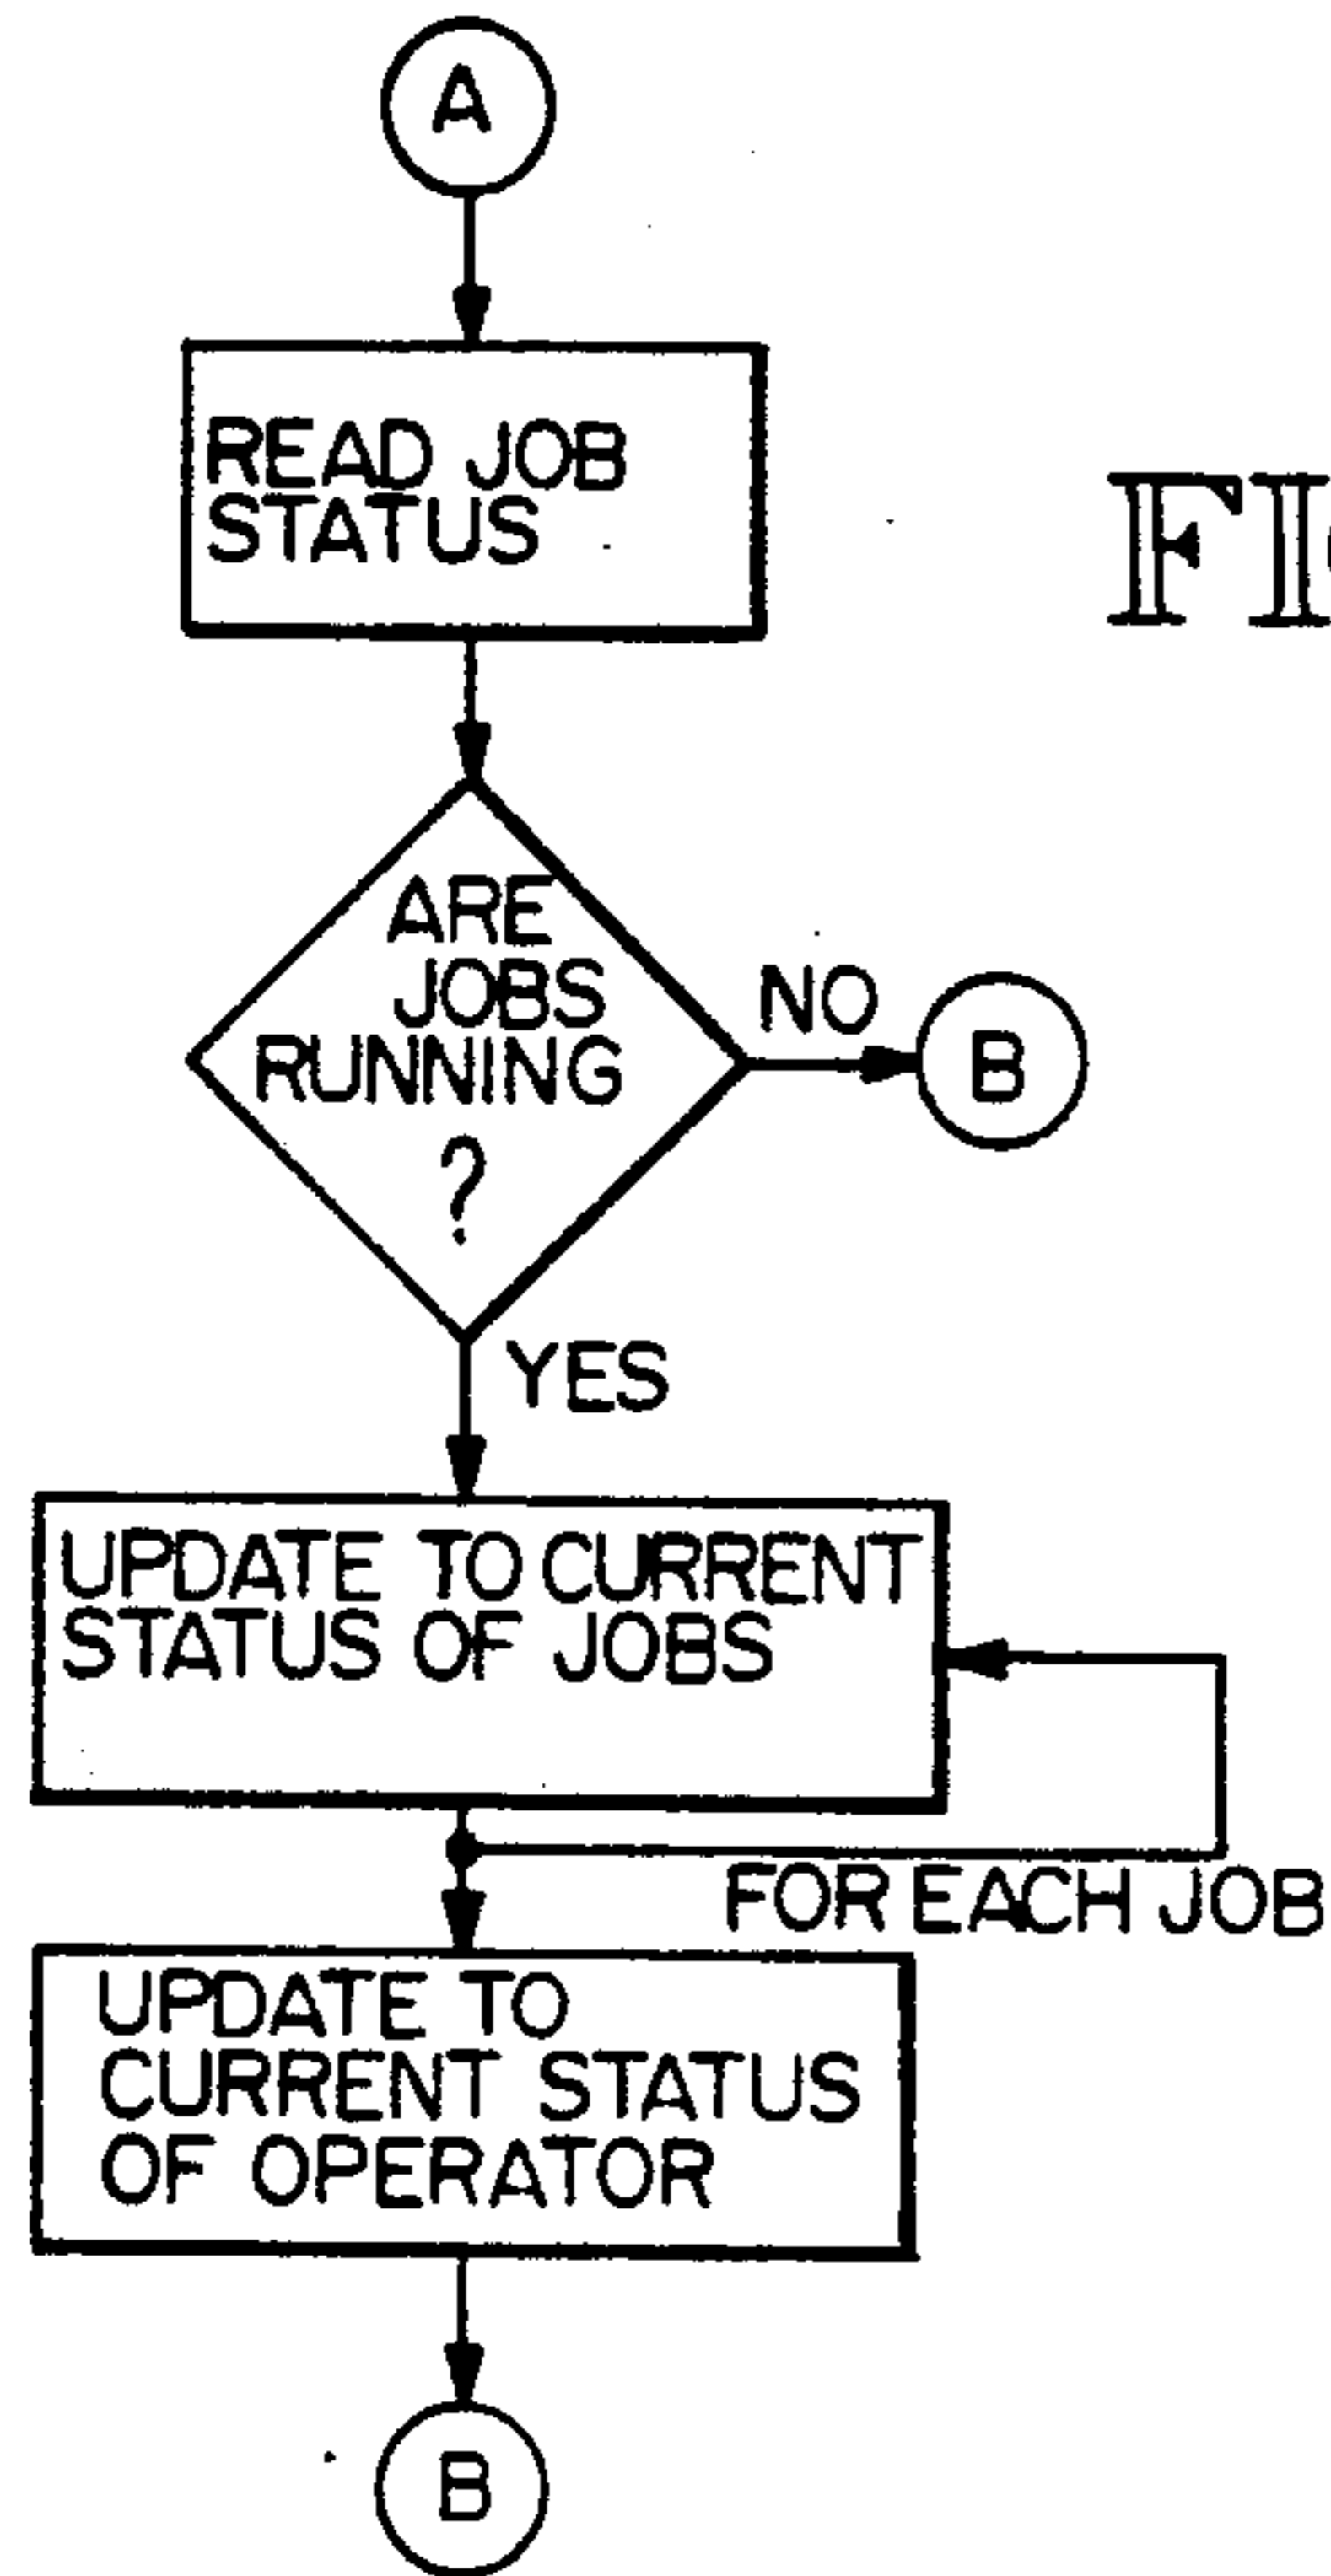 A
READ JOB
STATUS
ARE
JOBS
RUNNING
?
NO
B
YES
UPDATE TO CURRENT
STATUS OF JOBS
FOR EACH JOB
UPDATE TO
CURRENT STATUS
OF OPERATOR
B